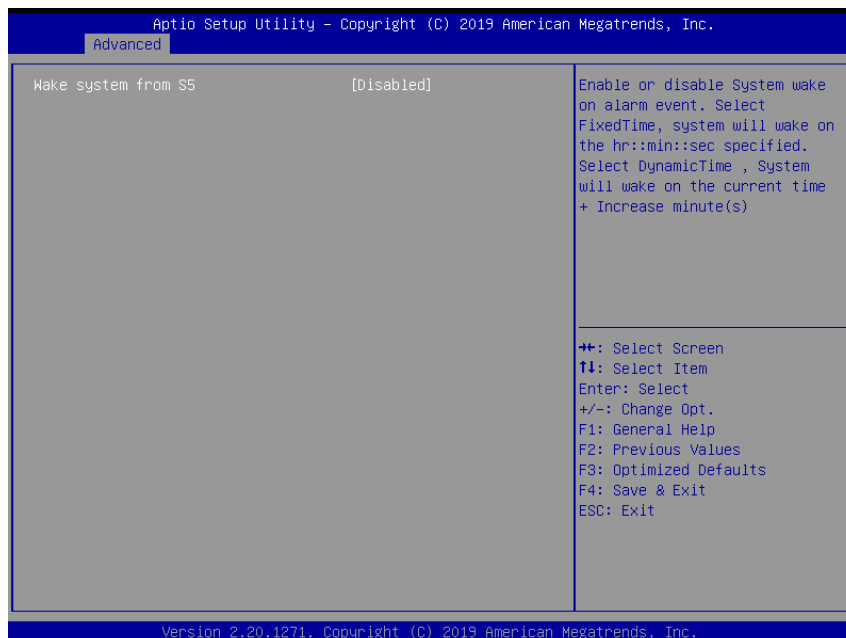 Aptio Setup Utility – Copyright (C) 2019 American Megatrends, Inc.
Advanced
Wake system from S5 [Disabled]
Enable or disable System wake
on alarm event. Select
FixedTime, system will wake on
the hr::min::sec specified.
Select DynamicTime , System
will wake on the current time
+ Increase minute(s)
→←: Select Screen
↑↓: Select Item
Enter: Select
+/-: Change Opt.
F1: General Help
F2: Previous Values
F3: Optimized Defaults
F4: Save & Exit
ESC: Exit
Version 2.20.1271. Copyright (C) 2019 American Megatrends, Inc.